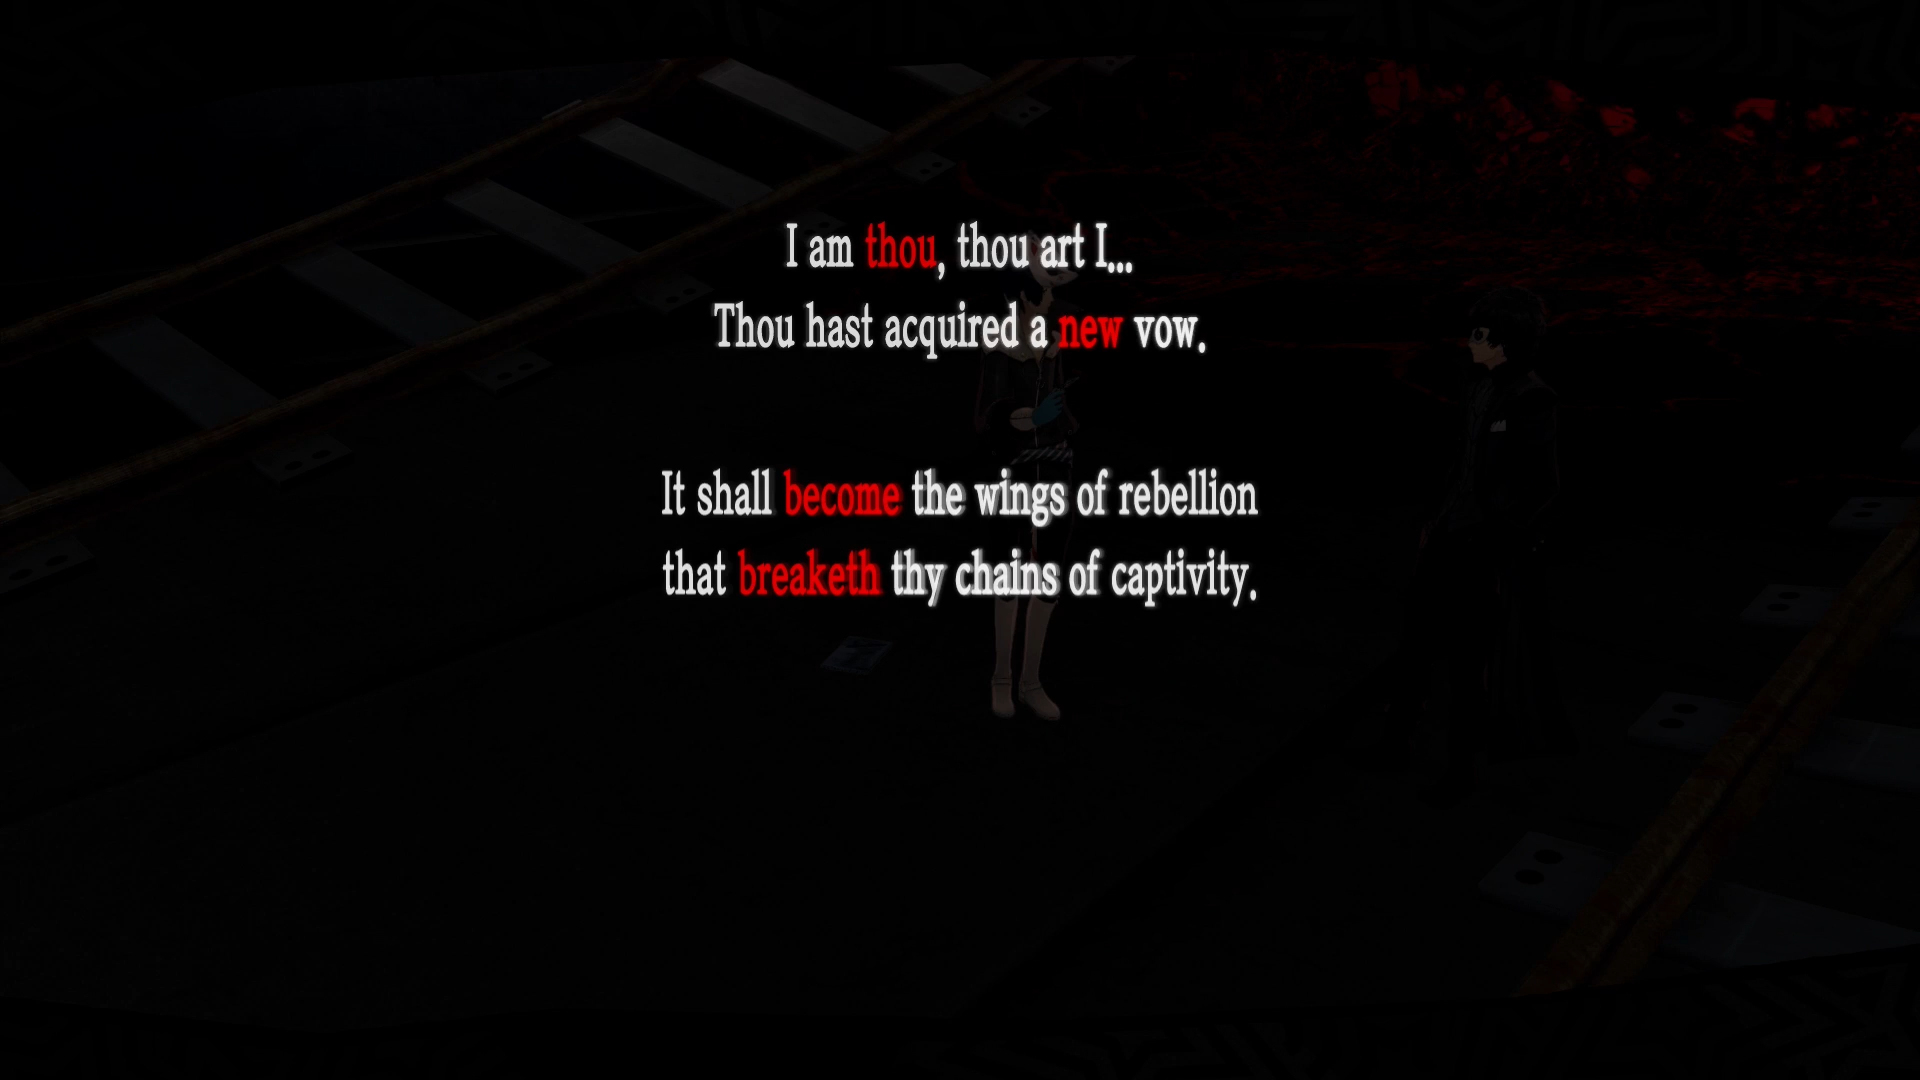 I am thou, thou art I...
Thou hast acquired a new vow.
It shall become the wings of rebellion
that breaketh thy chains of captivity.